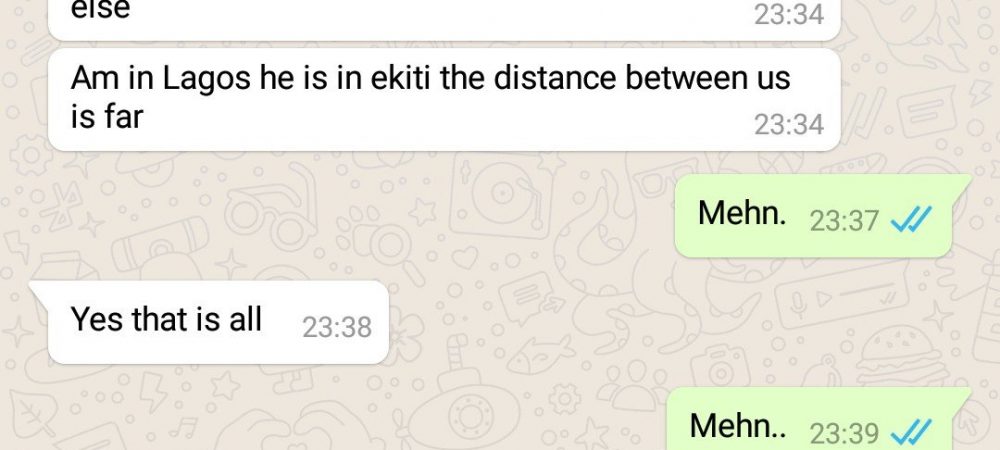 else
23:34
Am in Lagos he is in ekiti the distance between us
is far
23:34
Mehn. 23:37
Yes that is all 23:38
Mehn.. 23:39